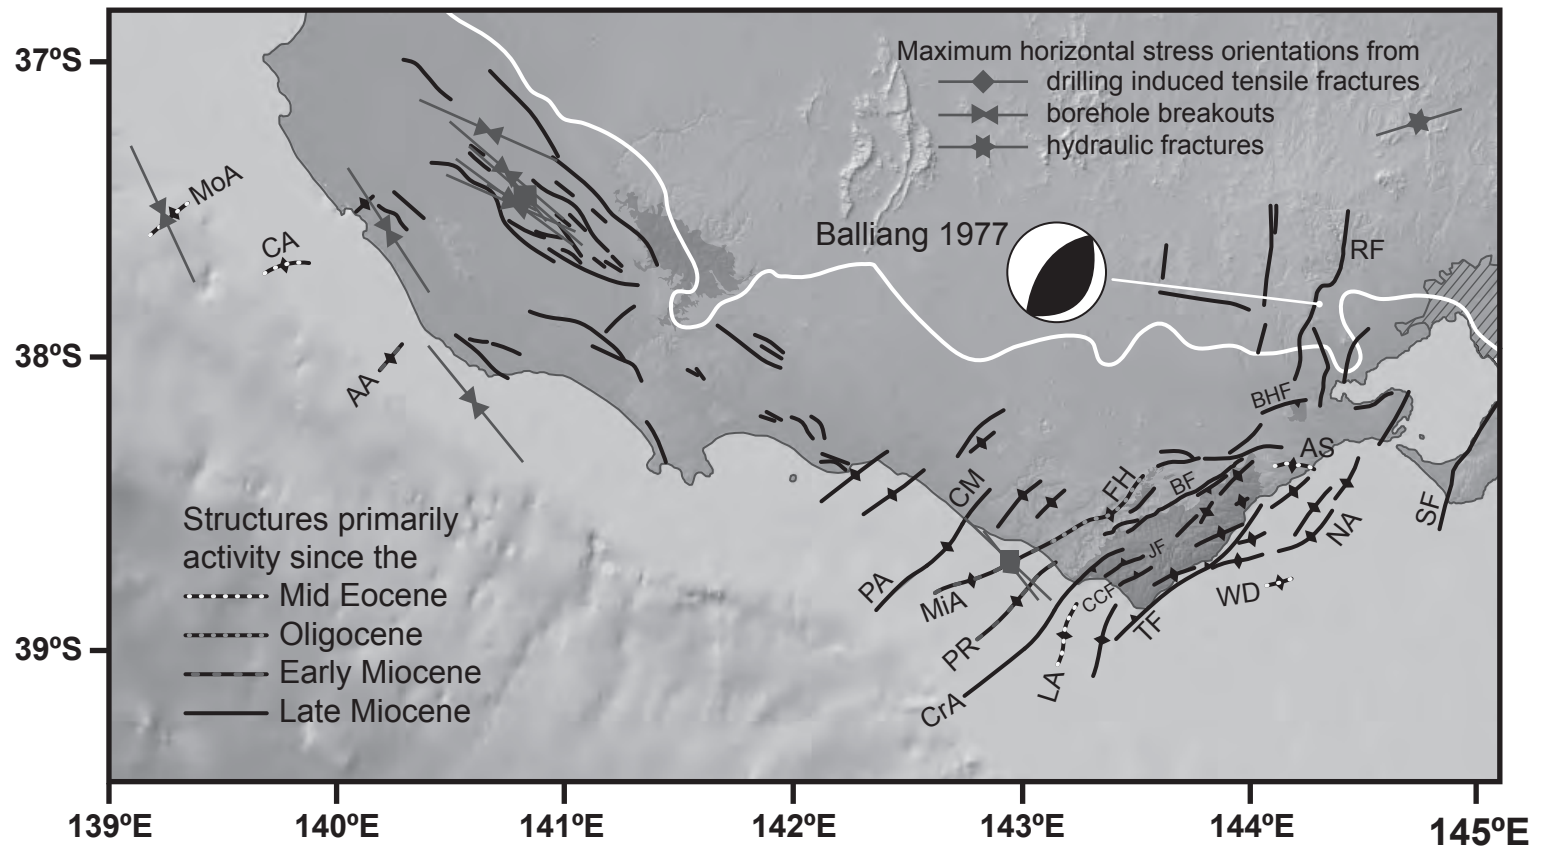 37ºS
38ºS
39ºS
Maximum horizontal stress orientations from
drilling induced tensile fractures
borehole breakouts
hydraulic fractures
MoA
CA
AA
Balliang 1977
RF
BHF
AS
SF
FH
BF
CM
JF
NA
PA
MiA
CCF
WD
TF
PR
LA
CrA
Structures primarily
activity since the
Mid Eocene
Oligocene
Early Miocene
Late Miocene
139ºE
140ºE
141ºE
142ºE
143ºE
144ºE
145ºE